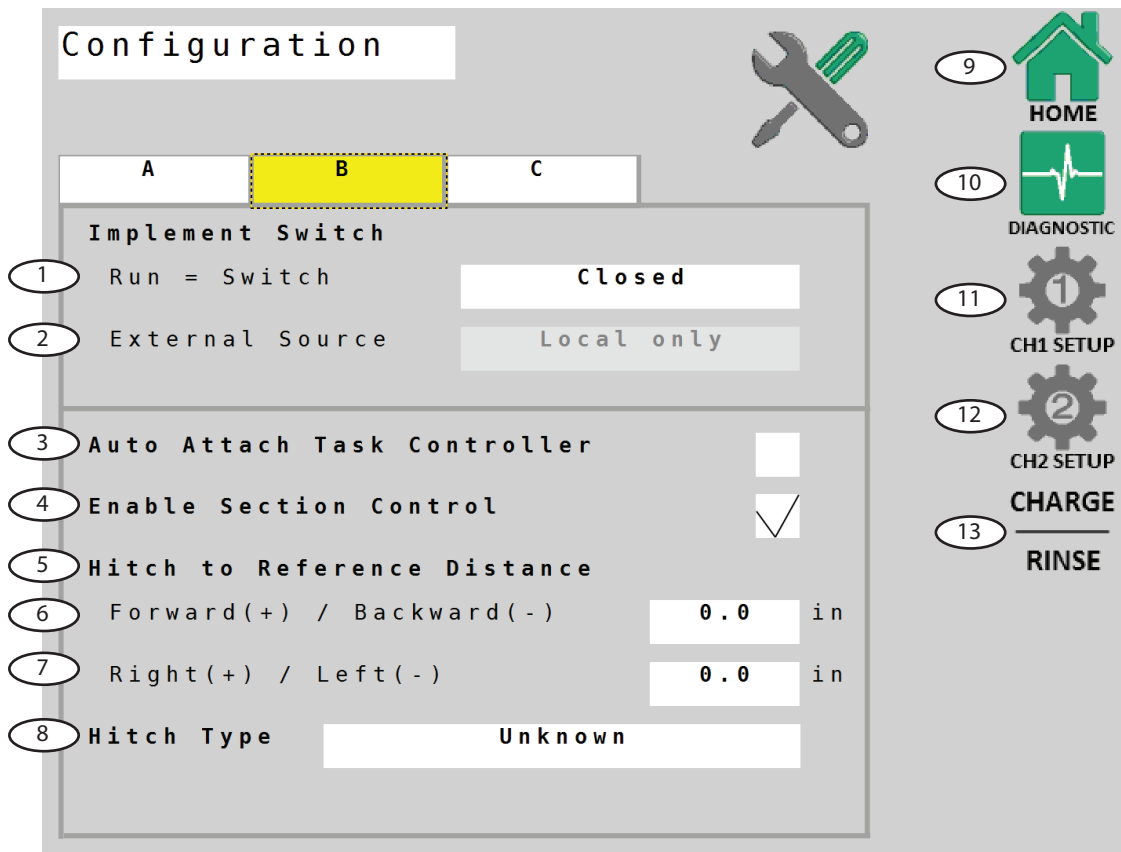 Configuration
A B C
Implement Switch
1 Run = Switch Closed
2 External Source Local only
3 Auto Attach Task Controller
4 Enable Section Control
5 Hitch to Reference Distance
6 Forward(+) / Backward(-) 0.0 in
7 Right(+) / Left(-) 0.0 in
8 Hitch Type Unknown
9
HOME
10
DIAGNOSTIC
11 1
CH1 SETUP
12 2
CH2 SETUP
CHARGE
13
RINSE